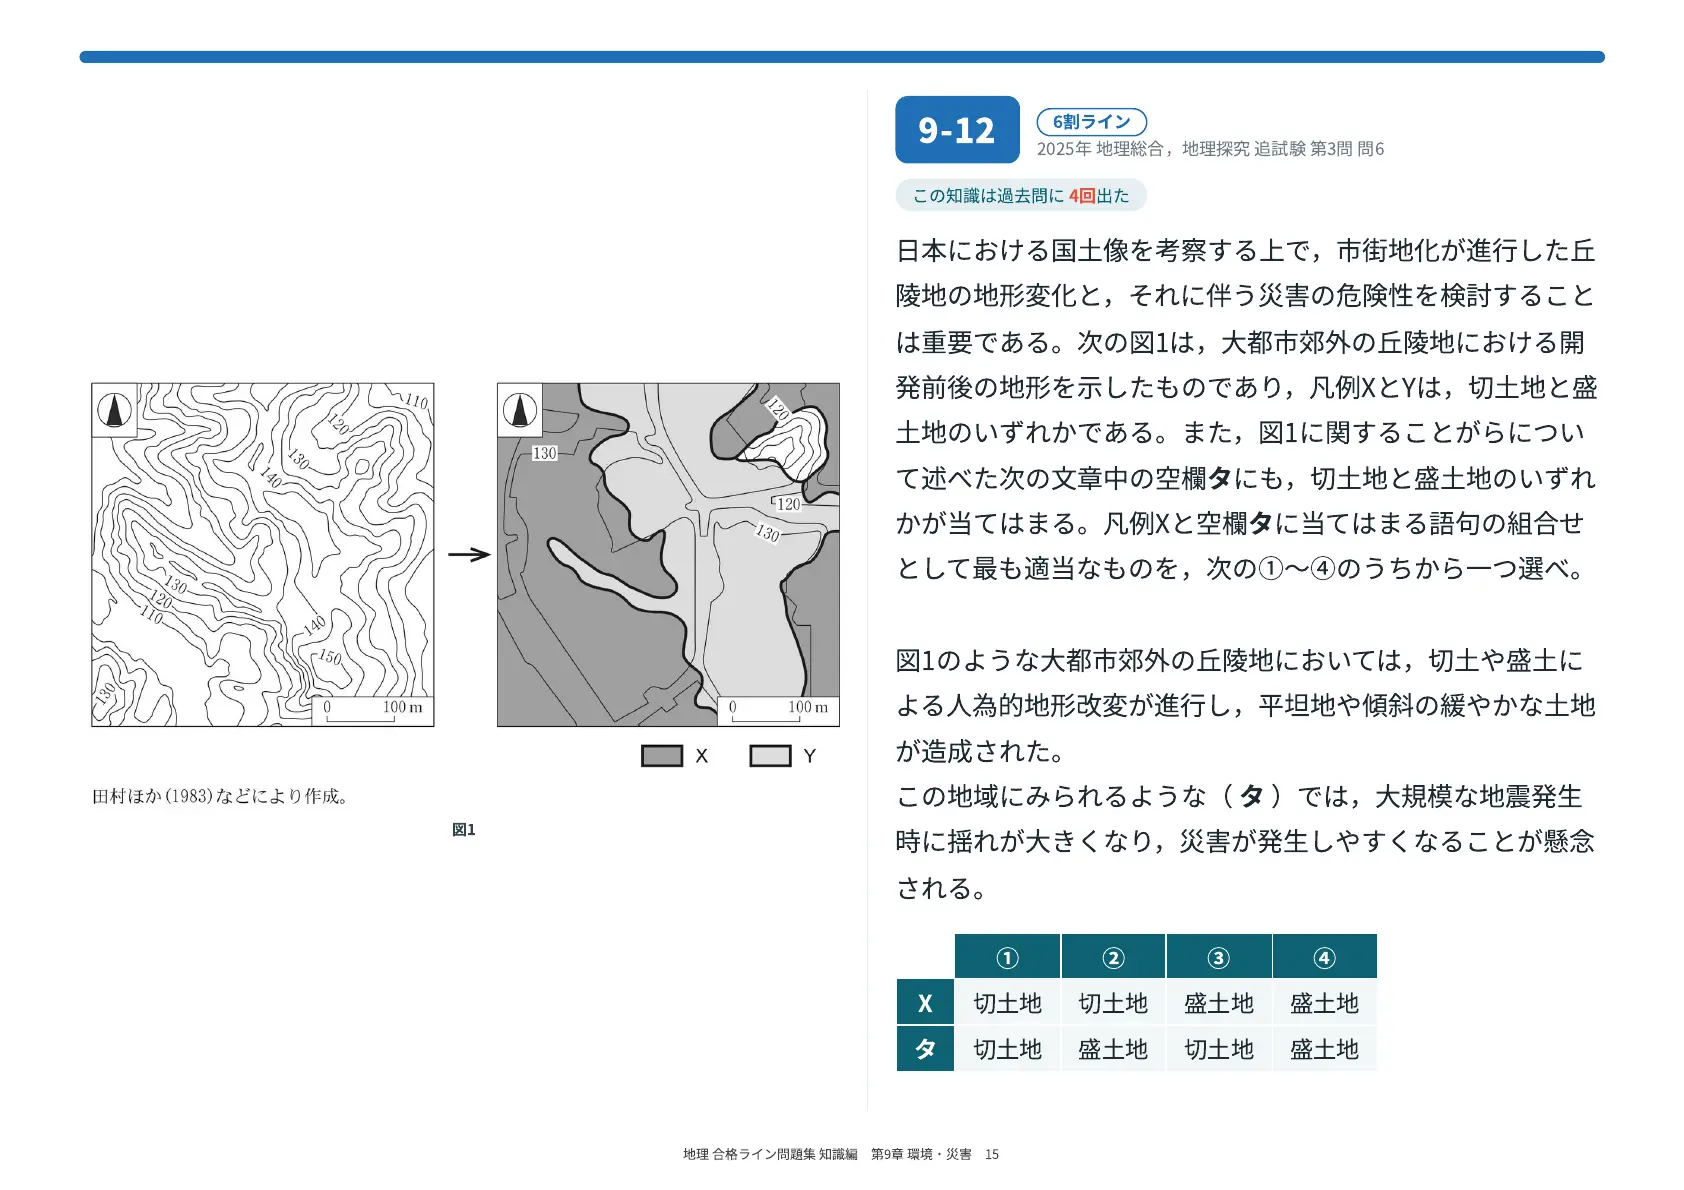 9-12
6割ライン
2025年 地理総合，地理探究 追試験 第3問 問6
この知識は過去問に 4回出た
日本における国土像を考察する上で，市街地化が進行した丘
陵地の地形変化と，それに伴う災害の危険性を検討すること
は重要である。次の図1は，大都市郊外の丘陵地における開
発前後の地形を示したものであり，凡例XとYは，切土地と盛
土地のいずれかである。また，図1に関することがらについ
て述べた次の文章中の空欄タにも，切土地と盛土地のいずれ
かが当てはまる。凡例Xと空欄タに当てはまる語句の組合せ
として最も適当なものを，次の①～④のうちから一つ選べ。
図1のような大都市郊外の丘陵地においては，切土や盛土に
よる人為的地形改変が進行し，平坦地や傾斜の緩やかな土地
が造成された。
この地域にみられるような（ タ ）では，大規模な地震発生
時に揺れが大きくなり，災害が発生しやすくなることが懸念
される。
① ② ③ ④
X 切土地 切土地 盛土地 盛土地
タ 切土地 盛土地 切土地 盛土地
110
120
130
140
130
120
110
140
150
130
0 100 m
120
130
120
130
0 100 m
X Y
田村ほか(1983)などにより作成。
図1
地理 合格ライン問題集 知識編 第9章 環境・災害 15